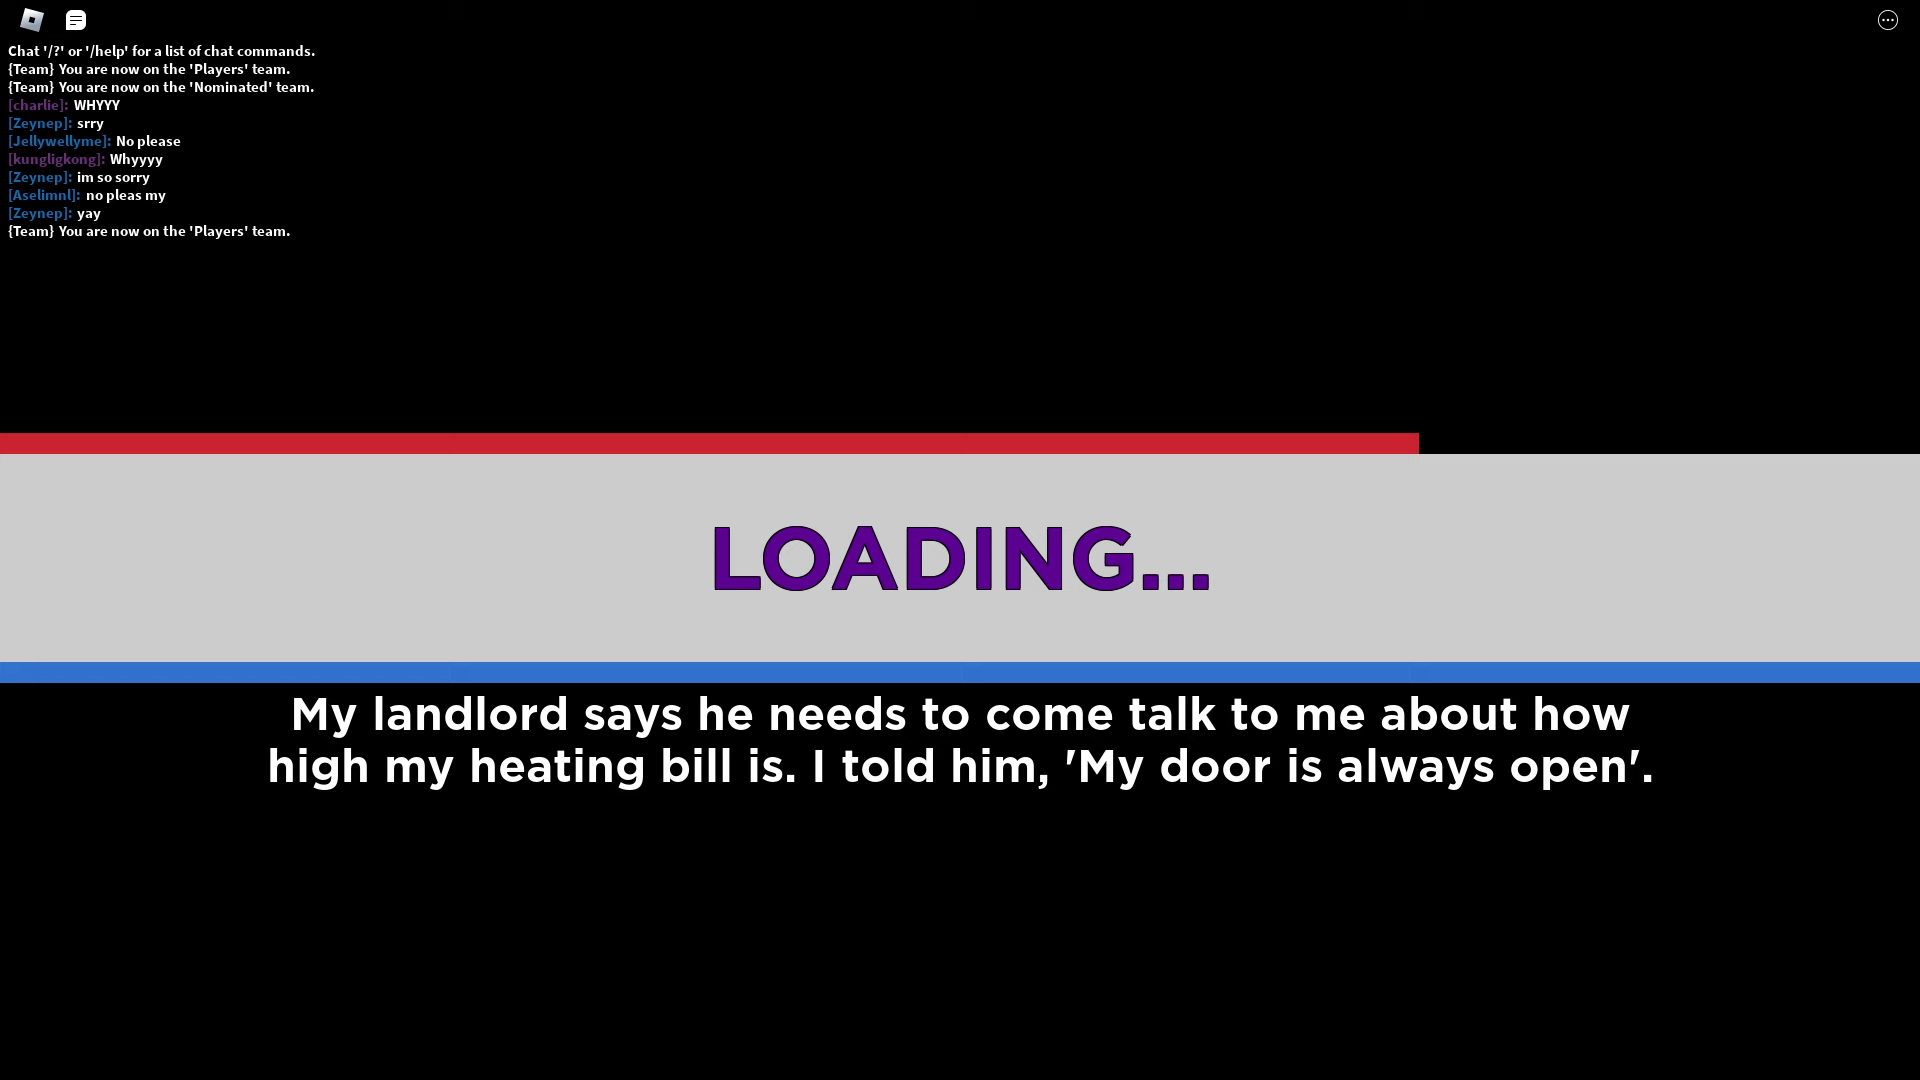 Chat '/?' or '/help' for a list of chat commands.
{Team} You are now on the 'Players' team.
{Team} You are now on the 'Nominated' team.
[charlie]: WHYYY
[Zeynep]: srry
[Jellywellyme]: No please
[kungligkong]: Whyyyy
[Zeynep]: im so sorry
[Aselimnl]: no pleas my
[Zeynep]: yay
{Team} You are now on the 'Players' team.
LOADING...
My landlord says he needs to come talk to me about how
high my heating bill is. I told him, 'My door is always open'.